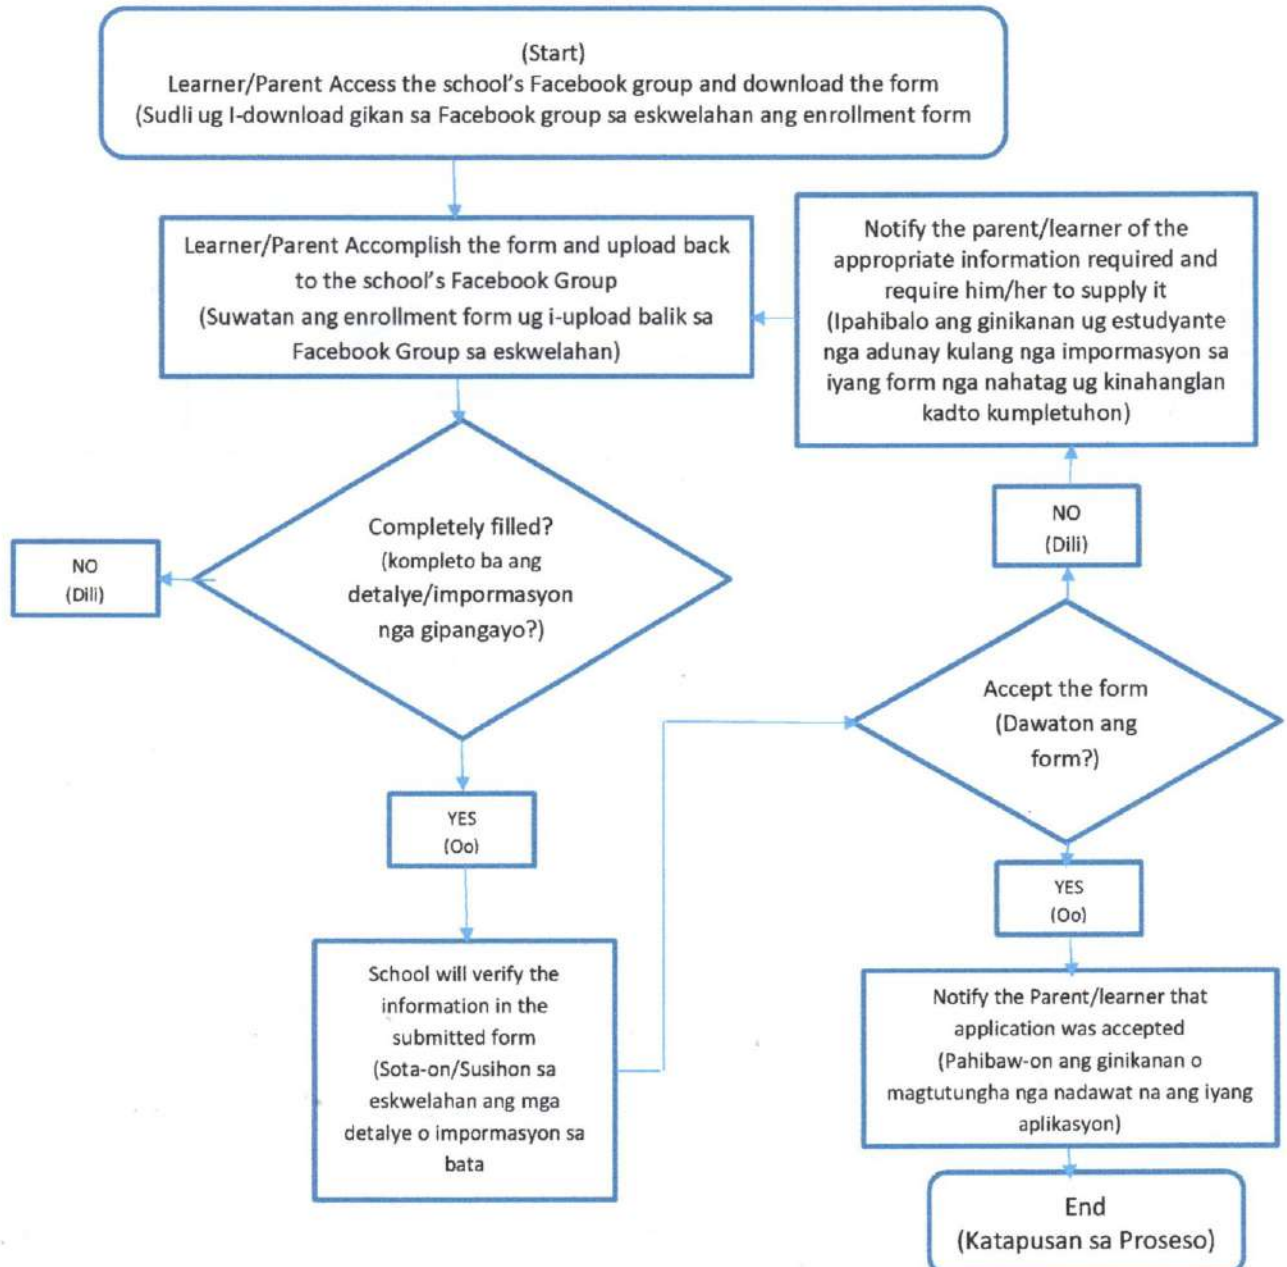 (Start)
Learner/Parent Access the school's Facebook group and download the form
(Sudli ug I-download gikan sa Facebook group sa eskwelahan ang enrollment form
Learner/Parent Accomplish the form and upload back
to the school's Facebook Group
(Suwatan ang enrollment form ug i-upload balik sa
Facebook Group sa eskwelahan)
Notify the parent/learner of the
appropriate information required and
require him/her to supply it
(Ipahibalo ang ginikanan ug estudyante
nga adunay kulang nga impormasyon sa
iyang form nga nahatag ug kinahanglan
kadto kumpletuhon)
Completely filled?
(kompleto ba ang
detalye/impormasyon
nga gipangayo?)
NO
(Dili)
NO
(Dili)
Accept the form
(Dawaton ang
form?)
YES
(Oo)
YES
(Oo)
School will verify the
information in the
submitted form
(Sota-on/Susihon sa
eskwelahan ang mga
detalye o impormasyon sa
bata
Notify the Parent/learner that
application was accepted
(Pahibaw-on ang ginikanan o
magtutungha nga nadawat na ang iyang
aplikasyon)
End
(Katapusan sa Proseso)